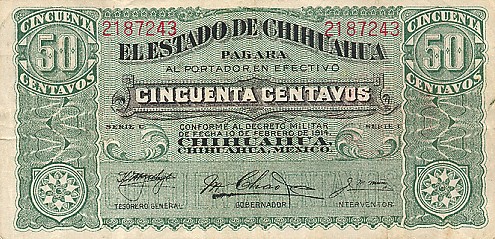 CINCUENTA 50 CENTAVOS
2187243 2187243
CINCUENTA 50 CENTAVOS
EL ESTADO DE CHIHUAHUA
PAGARA
AL PORTADOR EN EFECTIVO
CINCUENTA CENTAVOS
SERIE SERIE
CONFORME AL DECRETO MILITAR
DE FECHA 10 DE FEBRERO DE 1914
CHIHUAHUA,
CHIHUAHUA, MEXICO.
TESORERO GENERAL GOBERNADOR INTERVENTOR